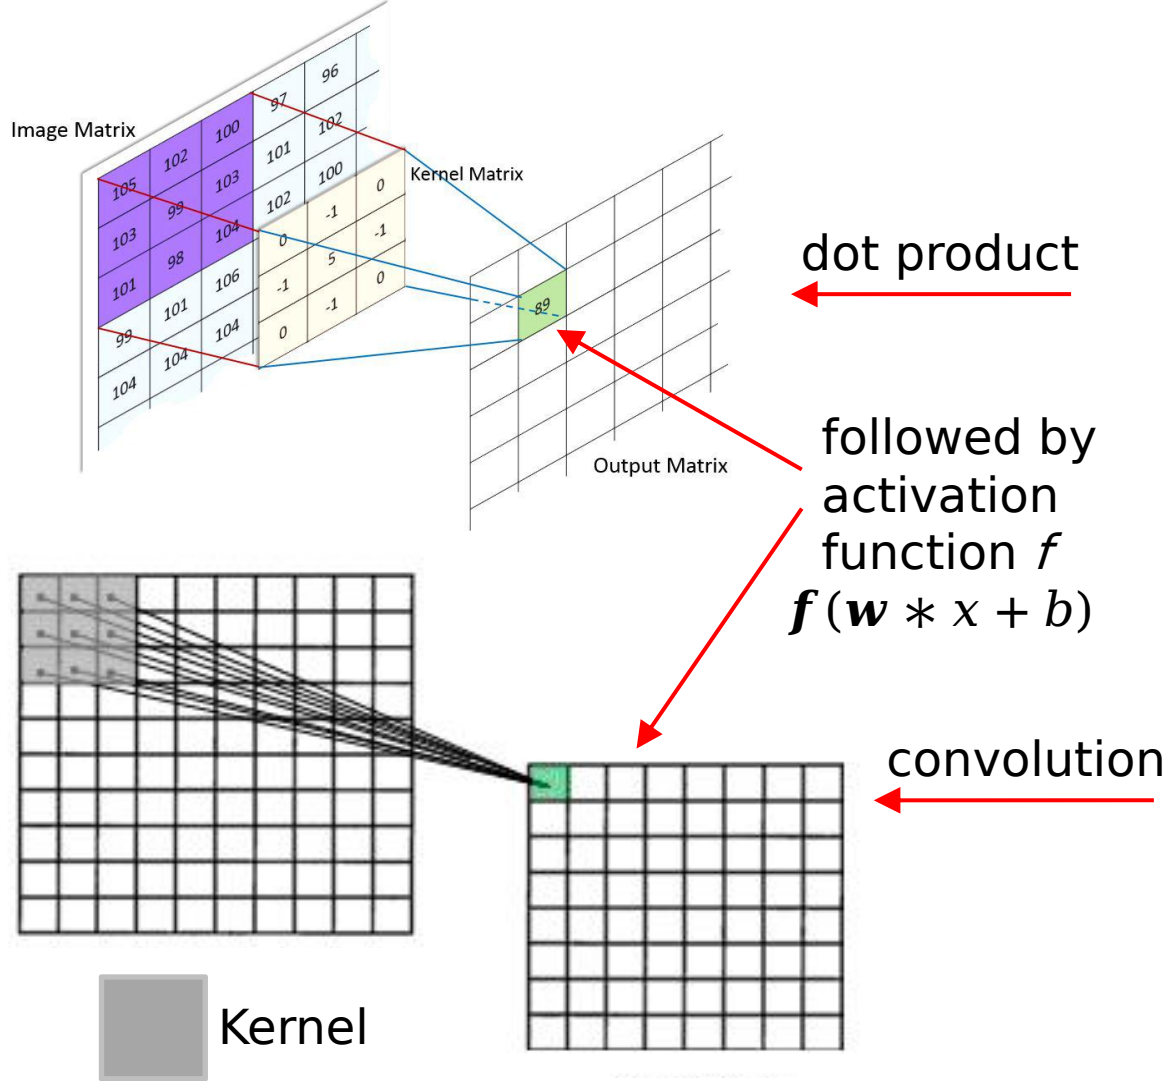 Image Matrix
105 102 100 97 96
103 99 103 101 102
101 98 104 102 100
99 101 106
104 104 104
Kernel Matrix
0 -1 0
-1 5 -1
0 -1 0
89
Output Matrix
dot product
followed by
activation
function f
f (w ∗ x + b)
convolution
Kernel